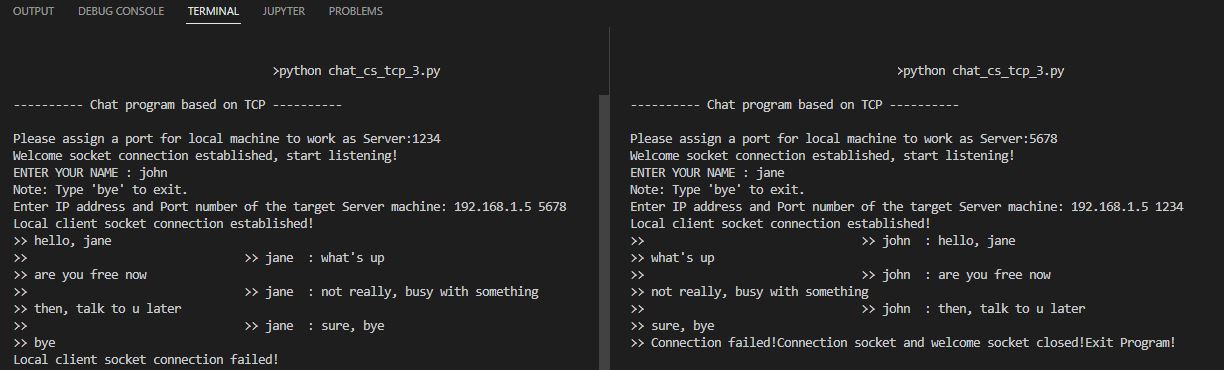 OUTPUT DEBUG CONSOLE TERMINAL JUPYTER PROBLEMS
>python chat_cs_tcp_3.py
---------- Chat program based on TCP ----------
Please assign a port for local machine to work as Server:1234
Welcome socket connection established, start listening!
ENTER YOUR NAME : john
Note: Type 'bye' to exit.
Enter IP address and Port number of the target Server machine: 192.168.1.5 5678
Local client socket connection established!
>> hello, jane
>> >> jane  : what's up
>> are you free now
>> >> jane  : not really, busy with something
>> then, talk to u later
>> >> jane  : sure, bye
>> bye
Local client socket connection failed!
>python chat_cs_tcp_3.py
---------- Chat program based on TCP ----------
Please assign a port for local machine to work as Server:5678
Welcome socket connection established, start listening!
ENTER YOUR NAME : jane
Note: Type 'bye' to exit.
Enter IP address and Port number of the target Server machine: 192.168.1.5 1234
Local client socket connection established!
>> >> john  : hello, jane
>> what's up
>> >> john  : are you free now
>> not really, busy with something
>> >> john  : then, talk to u later
>> sure, bye
>> Connection failed!Connection socket and welcome socket closed!Exit Program!